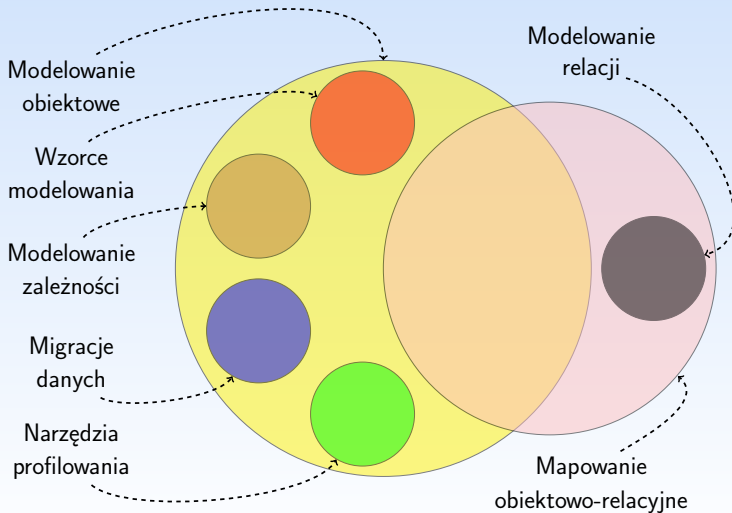 Modelowanie
obiektowe
Wzorce
modelowania
Modelowanie
zależności
Migracje
danych
Narzędzia
profilowania
Modelowanie
relacji
Mapowanie
obiektowo-relacyjne